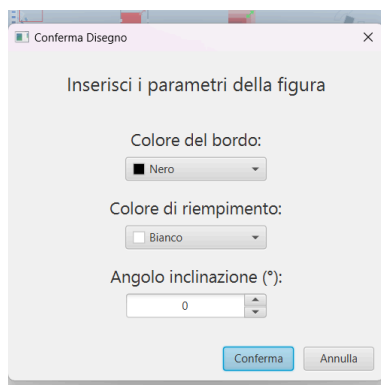 Conferma Disegno
Inserisci i parametri della figura
Colore del bordo:
Nero
Colore di riempimento:
Bianco
Angolo inclinazione (°):
0
Conferma Annulla